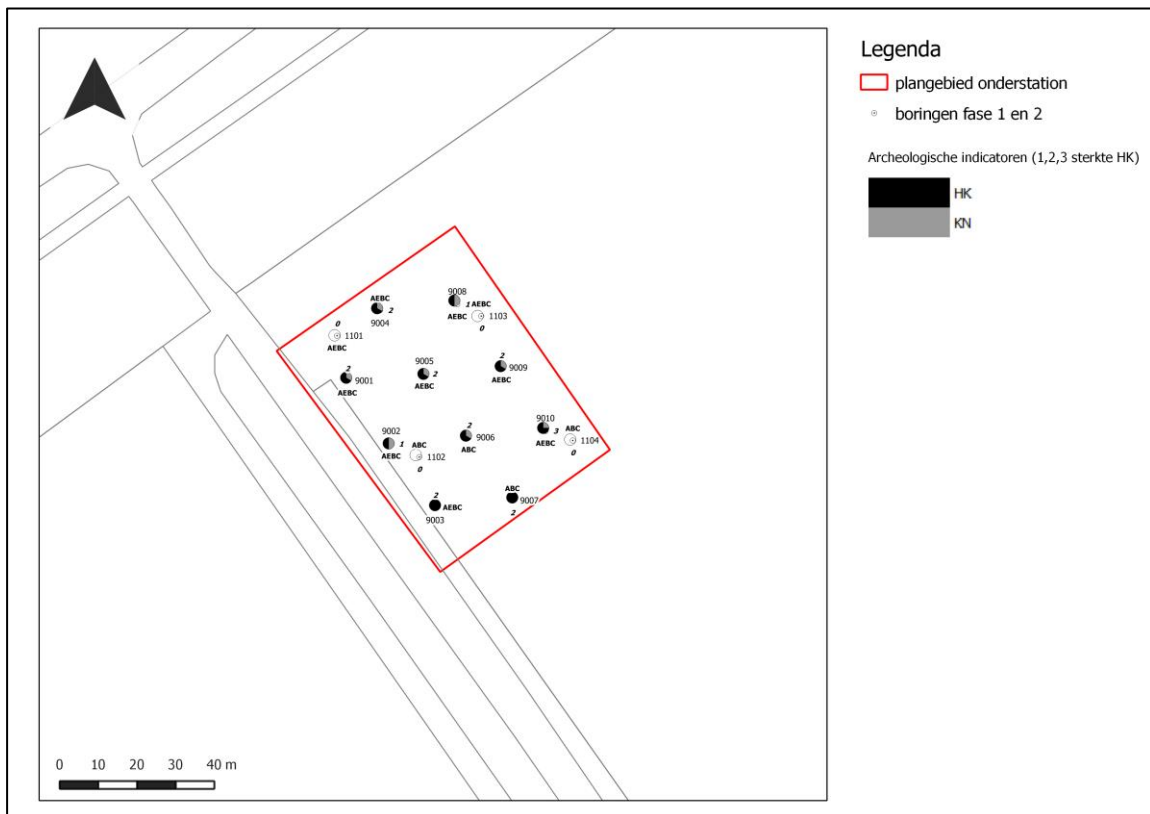 Legenda
plangebied onderstation
boringen fase 1 en 2
Archeologische indicatoren (1,2,3 sterkte HK)
HK
KN
9008
AEBC
1 AEBC
2
AEBC
1103
9004
0
0
1101
AEBC
2
9005
2
9009
2
9001
AEBC
AEBC
AEBC
9002
2
9010
1
ABC
9006
3
ABC
AEBC
1102
ABC
AEBC
1104
0
0
2
ABC
AEBC
9007
9003
2
0 10 20 30 40 m